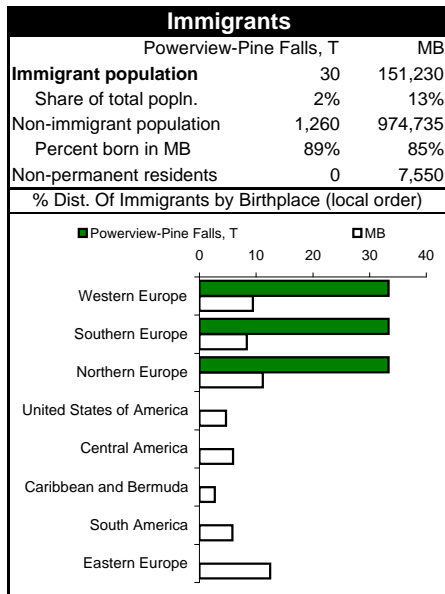 Immigrants
Powerview-Pine Falls, T MB
Immigrant population 30 151,230
Share of total popln. 2% 13%
Non-immigrant population 1,260 974,735
Percent born in MB 89% 85%
Non-permanent residents 0 7,550
% Dist. Of Immigrants by Birthplace (local order)
Powerview-Pine Falls, T MB
0 10 20 30 40
Western Europe
Southern Europe
Northern Europe
United States of America
Central America
Caribbean and Bermuda
South America
Eastern Europe